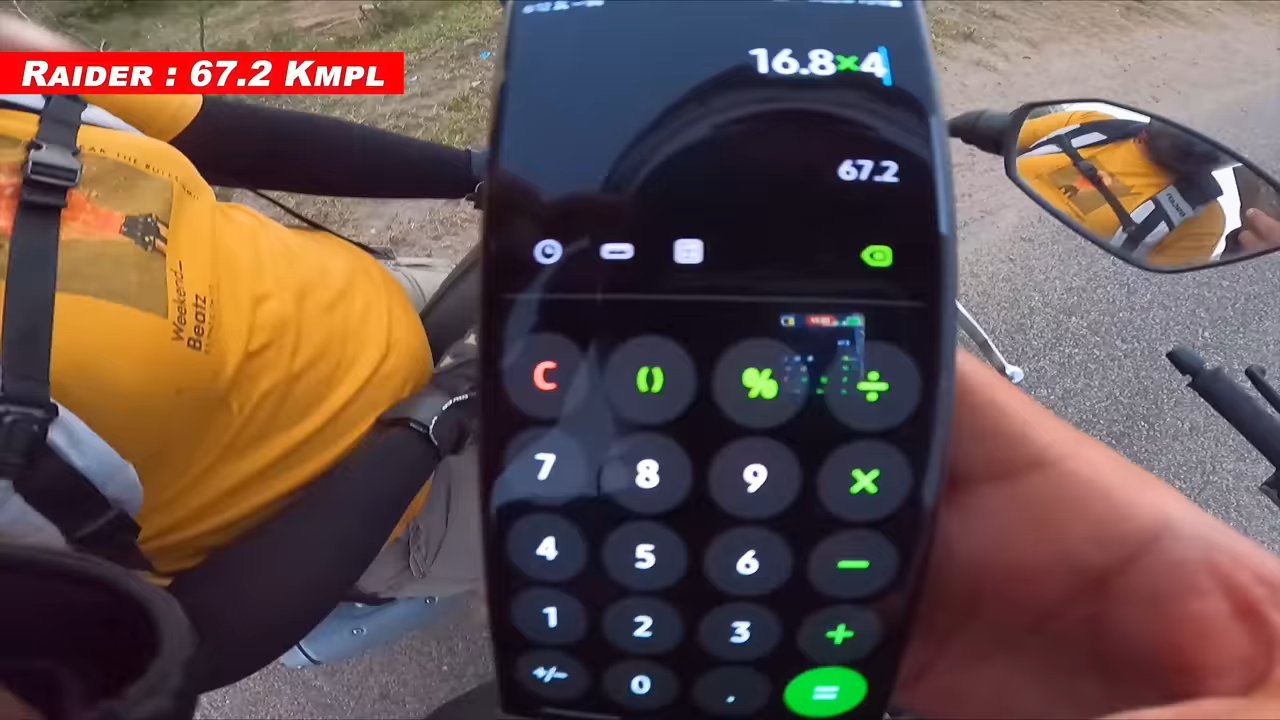 RAIDER : 67.2 KMPL
16.8×4
67.2
C () % ÷
7 8 9 ×
4 5 6 −
1 2 3 +
+/− 0 . =
Weekend
Beatz